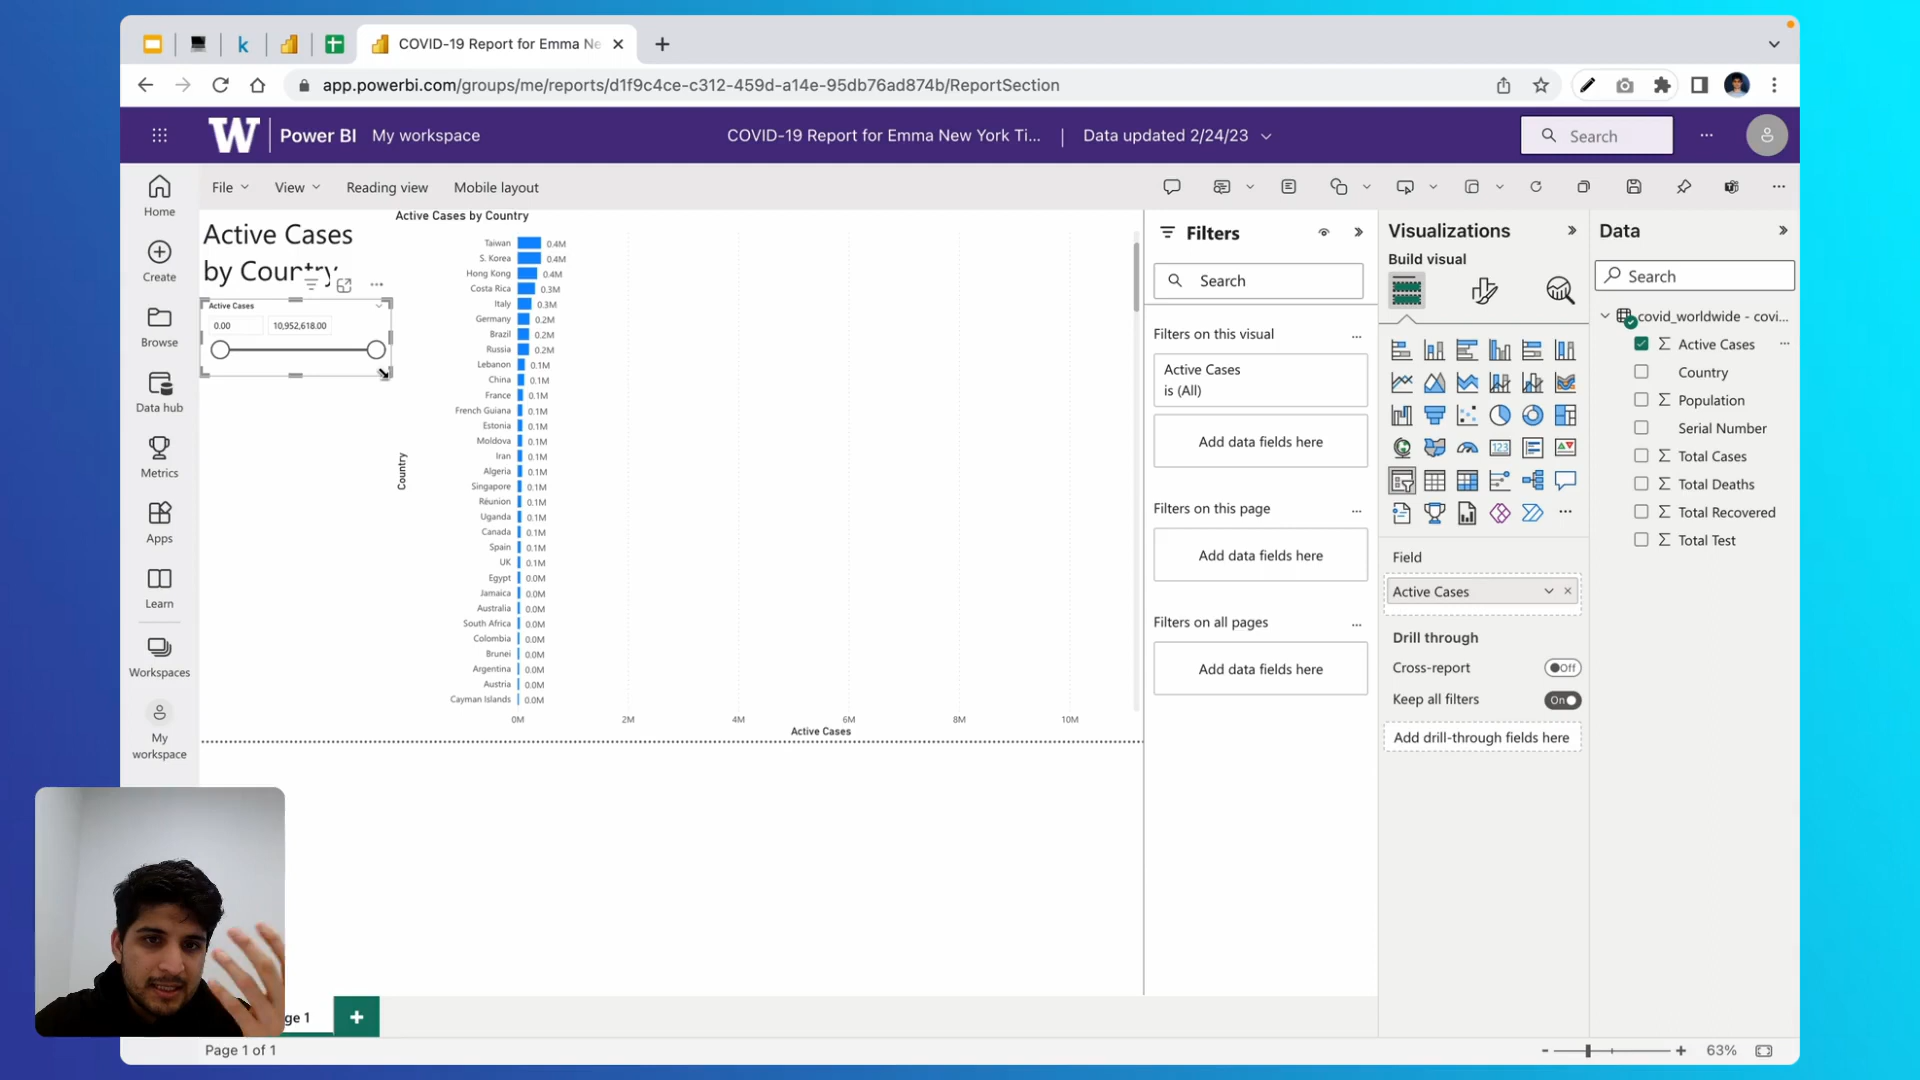 COVID-19 Report for Emma Ne
app.powerbi.com/groups/me/reports/d1f9c4ce-c312-459d-a14e-95db76ad874b/ReportSection
W Power BI My workspace
COVID-19 Report for Emma New York Ti... | Data updated 2/24/23
Search
File View Reading view Mobile layout
Home
Create
Browse
Data hub
Metrics
Apps
Learn
Workspaces
My
workspace
Active Cases
by Country
Active Cases
0.00 10,952,618.00
Active Cases by Country
Country
Taiwan 0.4M
S. Korea 0.4M
Hong Kong 0.4M
Costa Rica 0.3M
Italy 0.3M
Germany 0.2M
Brazil 0.2M
Russia 0.2M
Lebanon 0.1M
China 0.1M
France 0.1M
French Guiana 0.1M
Estonia 0.1M
Moldova 0.1M
Iran 0.1M
Algeria 0.1M
Singapore 0.1M
Réunion 0.1M
Uganda 0.1M
Canada 0.1M
Spain 0.1M
UK 0.1M
Egypt 0.0M
Jamaica 0.0M
Australia 0.0M
South Africa 0.0M
Colombia 0.0M
Brunei 0.0M
Argentina 0.0M
Austria 0.0M
Cayman Islands 0.0M
0M 2M 4M 6M 8M 10M
Active Cases
Filters
Search
Filters on this visual ...
Active Cases
is (All)
Add data fields here
Filters on this page ...
Add data fields here
Filters on all pages ...
Add data fields here
Visualizations
Build visual
123
Field
Active Cases
Drill through
Cross-report Off
Keep all filters On
Add drill-through fields here
Data
Search
covid_worldwide - covi...
Active Cases
Country
Population
Serial Number
Total Cases
Total Deaths
Total Recovered
Total Test
ge 1
Page 1 of 1
- + 63%